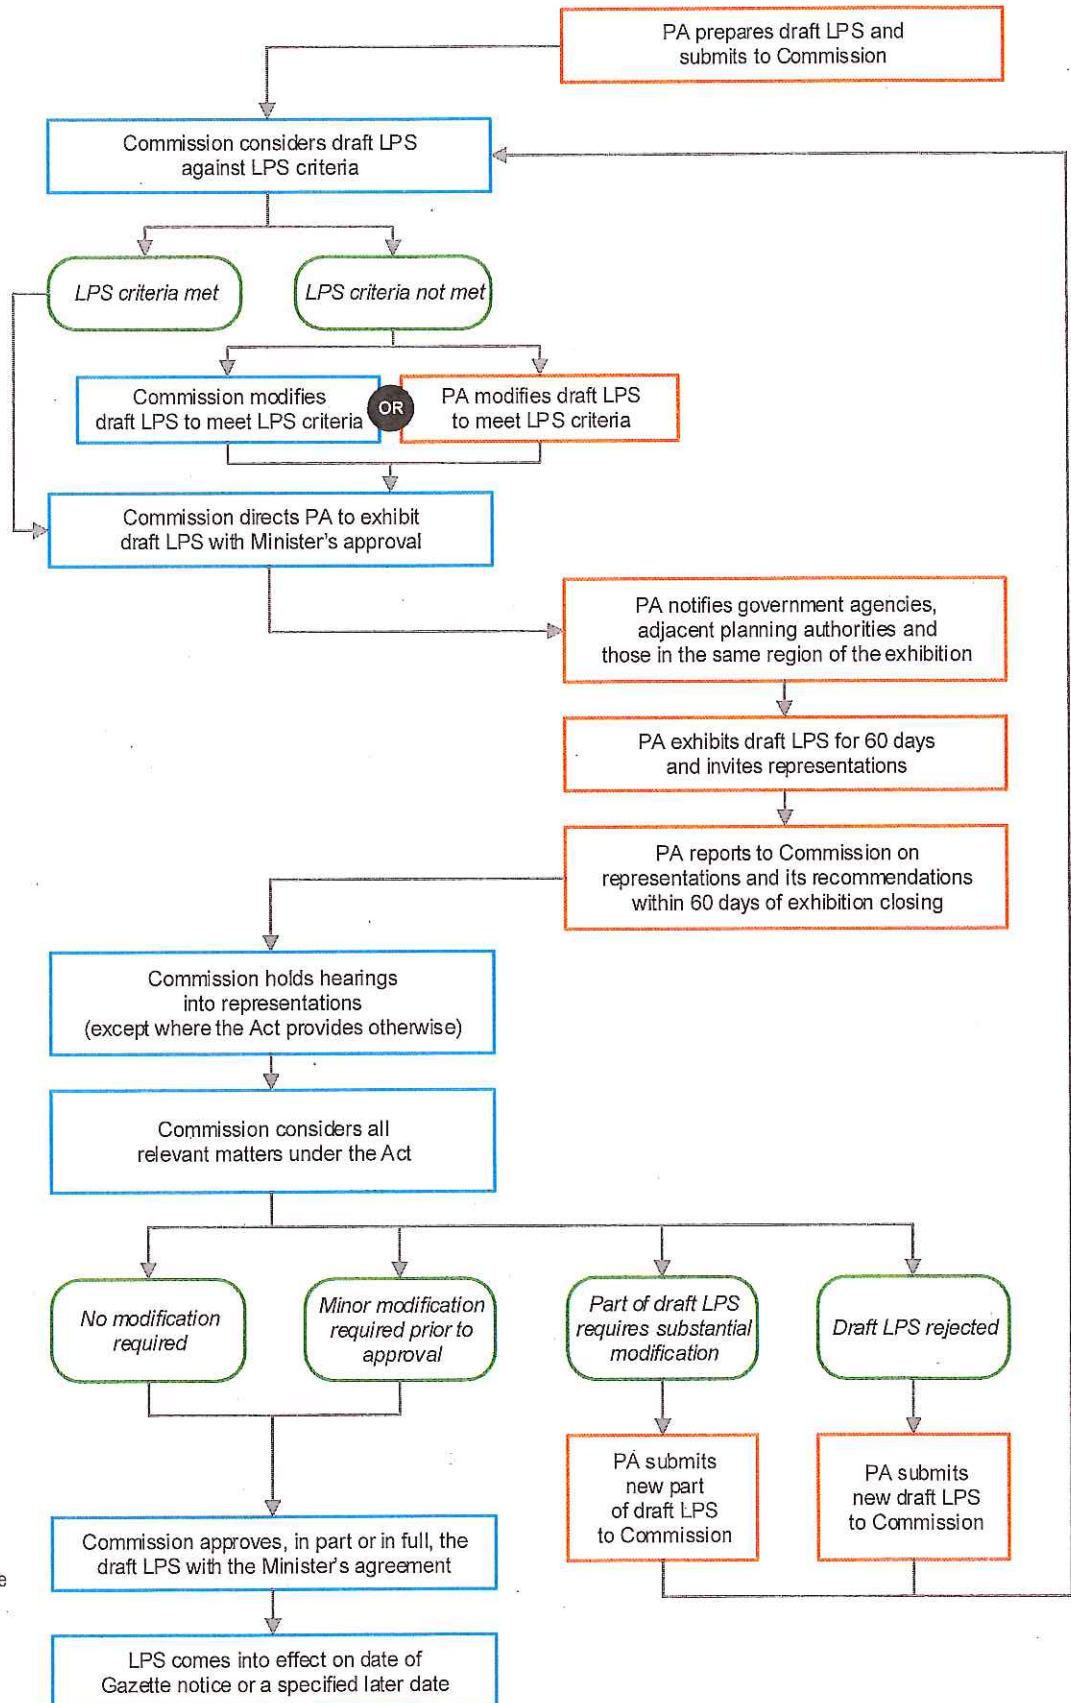 PA prepares draft LPS and
submits to Commission
Commission considers draft LPS
against LPS criteria
LPS criteria met
LPS criteria not met
Commission modifies
draft LPS to meet LPS criteria
OR
PA modifies draft LPS
to meet LPS criteria
Commission directs PA to exhibit
draft LPS with Minister's approval
PA notifies government agencies,
adjacent planning authorities and
those in the same region of the exhibition
PA exhibits draft LPS for 60 days
and invites representations
PA reports to Commission on
representations and its recommendations
within 60 days of exhibition closing
Commission holds hearings
into representations
(except where the Act provides otherwise)
Commission considers all
relevant matters under the Act
No modification
required
Minor modification
required prior to
approval
Part of draft LPS
requires substantial
modification
Draft LPS rejected
PA submits
new part
of draft LPS
to Commission
PA submits
new draft LPS
to Commission
Commission approves, in part or in full, the
draft LPS with the Minister's agreement
LPS comes into effect on date of
Gazette notice or a specified later date